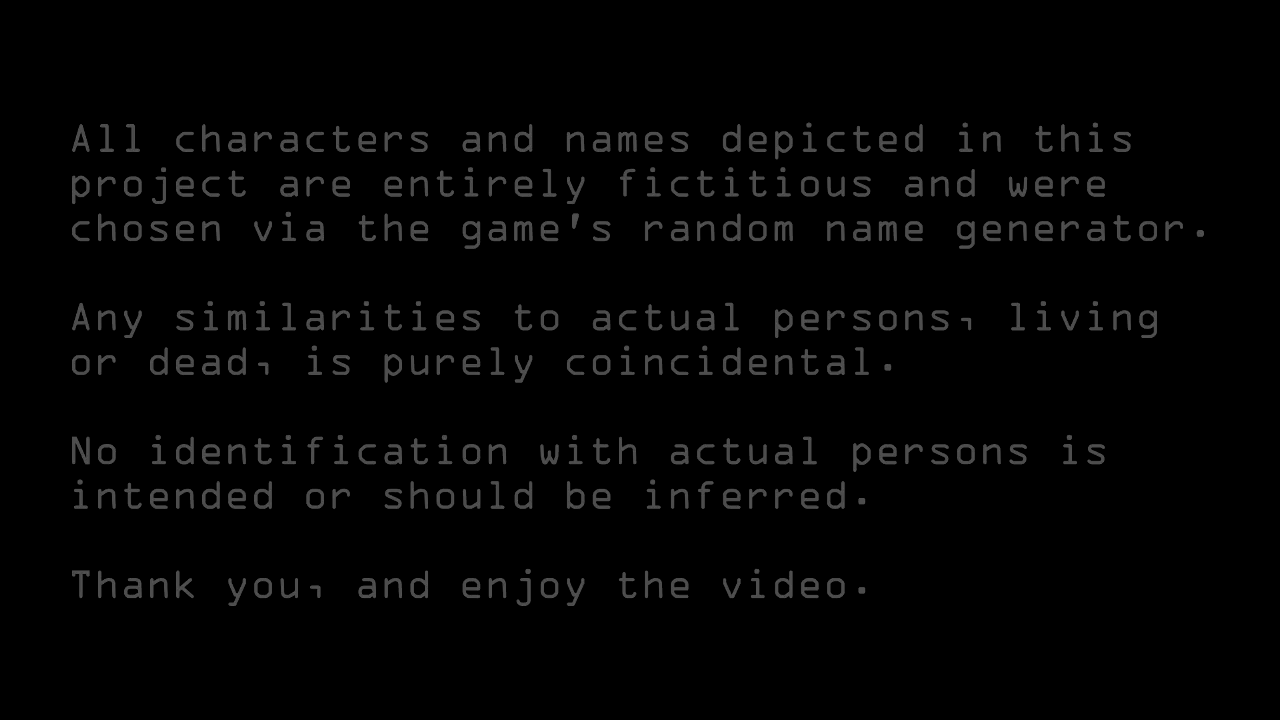 All characters and names depicted in this
project are entirely fictitious and were
chosen via the game's random name generator.
Any similarities to actual persons, living
or dead, is purely coincidental.
No identification with actual persons is
intended or should be inferred.
Thank you, and enjoy the video.